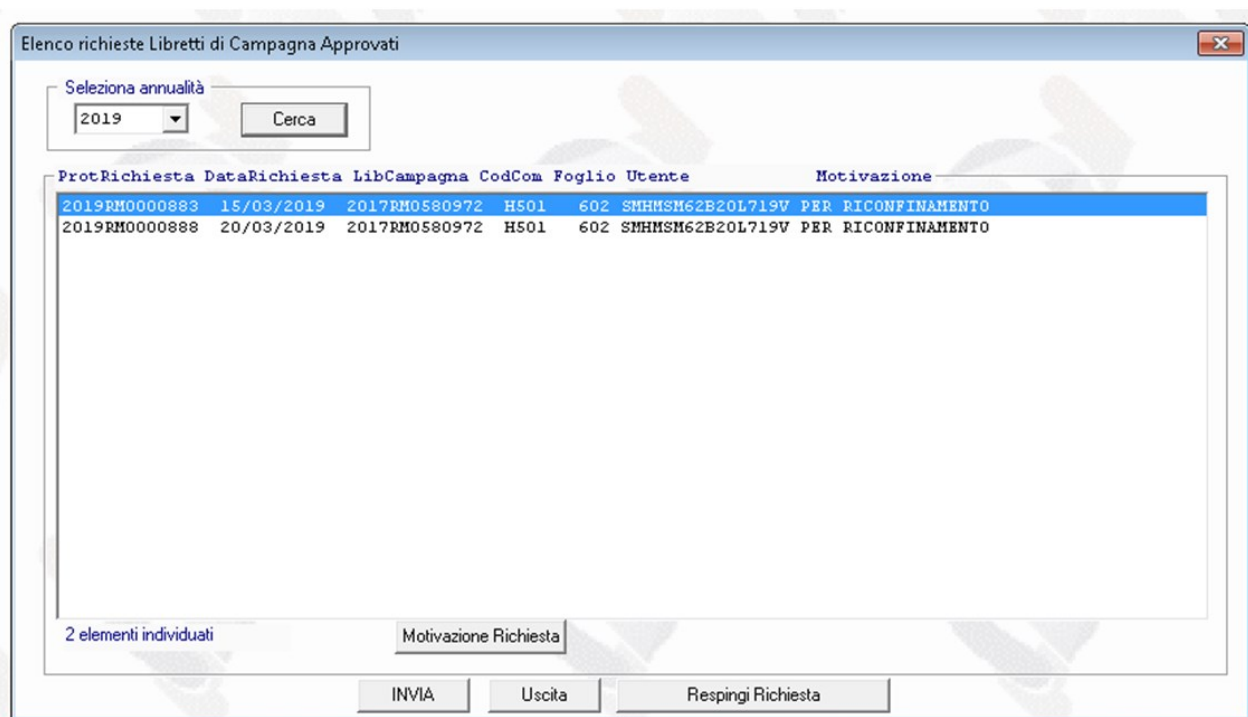 Elenco richieste Libretti di Campagna Approvati
Seleziona annualità
2019 Cerca
ProtRichiesta DataRichiesta LibCampagna CodCom Foglio Utente Motivazione
2019RM0000883 15/03/2019 2017RM0580972 H501 602 SMHMSM62B20L719V PER RICONFINAMENTO
2019RM0000888 20/03/2019 2017RM0580972 H501 602 SMHMSM62B20L719V PER RICONFINAMENTO
2 elementi individuati Motivazione Richiesta
INVIA Uscita Respingi Richiesta